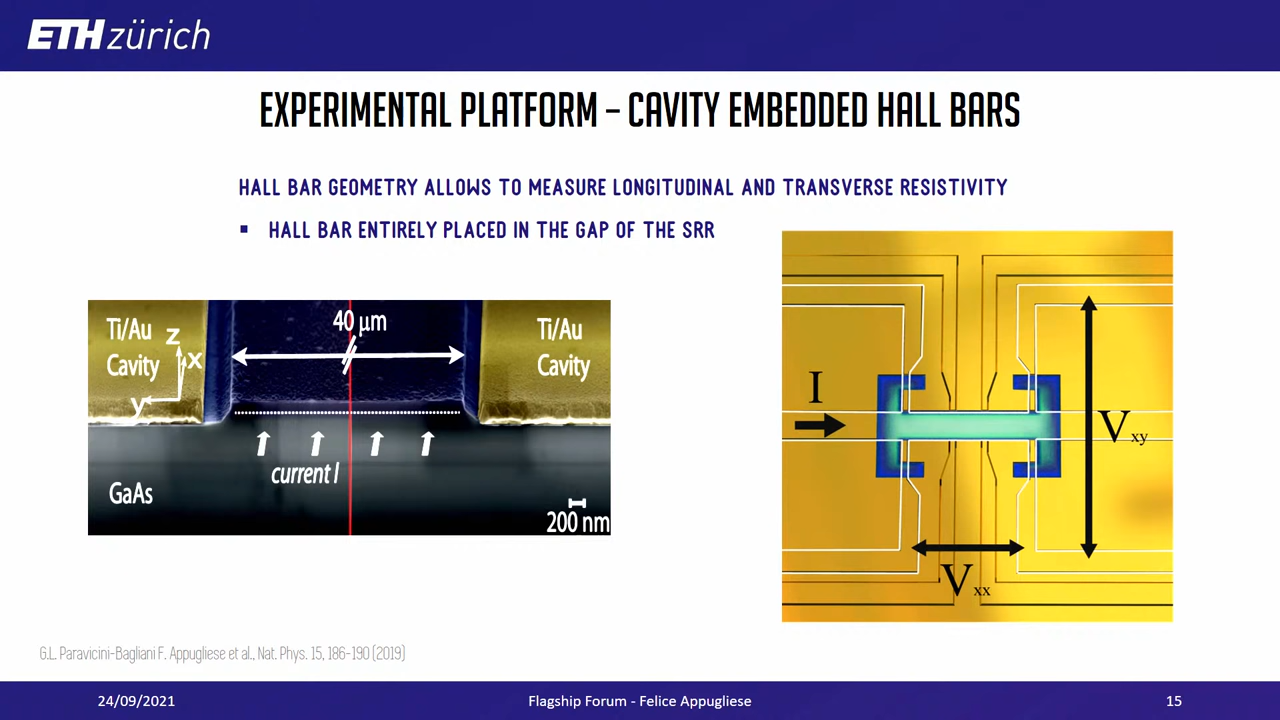 ETH zürich
EXPERIMENTAL PLATFORM – CAVITY EMBEDDED HALL BARS
HALL BAR GEOMETRY ALLOWS TO MEASURE LONGITUDINAL AND TRANSVERSE RESISTIVITY
▪ HALL BAR ENTIRELY PLACED IN THE GAP OF THE SRR
Ti/Au
Cavity
z
x
y
40 µm
Ti/Au
Cavity
current I
GaAs
200 nm
I
Vxy
Vxx
G.L. Paravicini-Bagliani F. Appugliese et al., Nat. Phys. 15, 186-190 (2019)
24/09/2021
Flagship Forum - Felice Appugliese
15